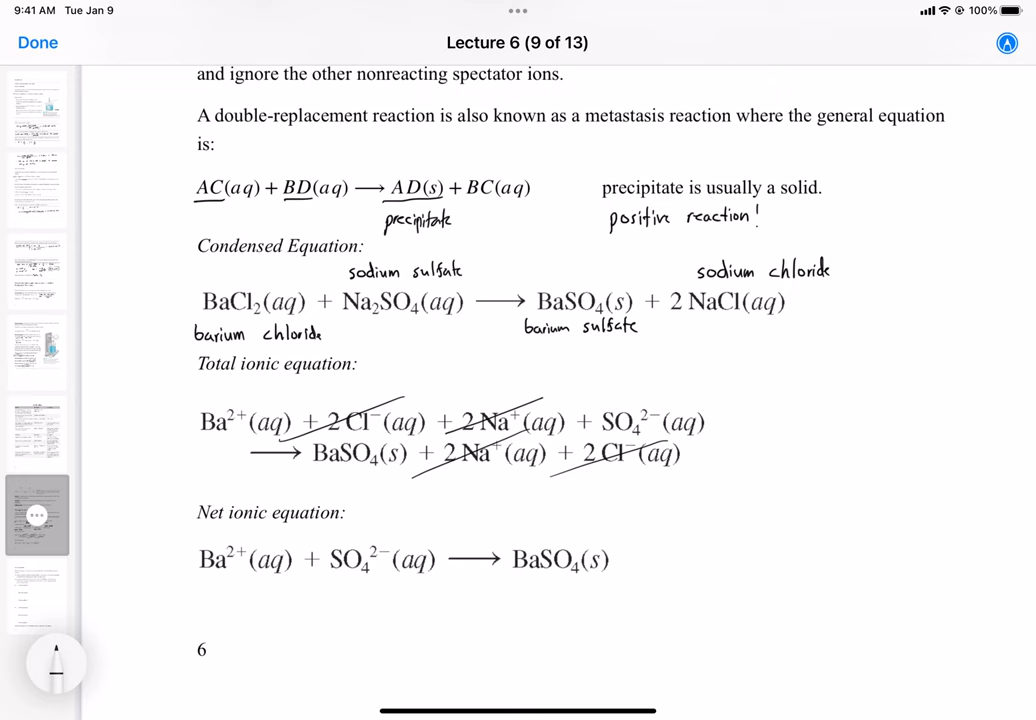 9:41 AM Tue Jan 9
100%
Done
Lecture 6 (9 of 13)
and ignore the other nonreacting spectator ions.
A double-replacement reaction is also known as a metastasis reaction where the general equation
is:
AC(aq) + BD(aq) ⟶ AD(s) + BC(aq) precipitate is usually a solid.
precipitate positive reaction!
Condensed Equation:
sodium sulfate sodium chloride
BaCl₂(aq) + Na₂SO₄(aq) ⟶ BaSO₄(s) + 2 NaCl(aq)
barium chloride barium sulfate
Total ionic equation:
Ba²⁺(aq) + 2 Cl⁻(aq) + 2 Na⁺(aq) + SO₄²⁻(aq)
⟶ BaSO₄(s) + 2 Na⁺(aq) + 2 Cl⁻(aq)
Net ionic equation:
Ba²⁺(aq) + SO₄²⁻(aq) ⟶ BaSO₄(s)
6